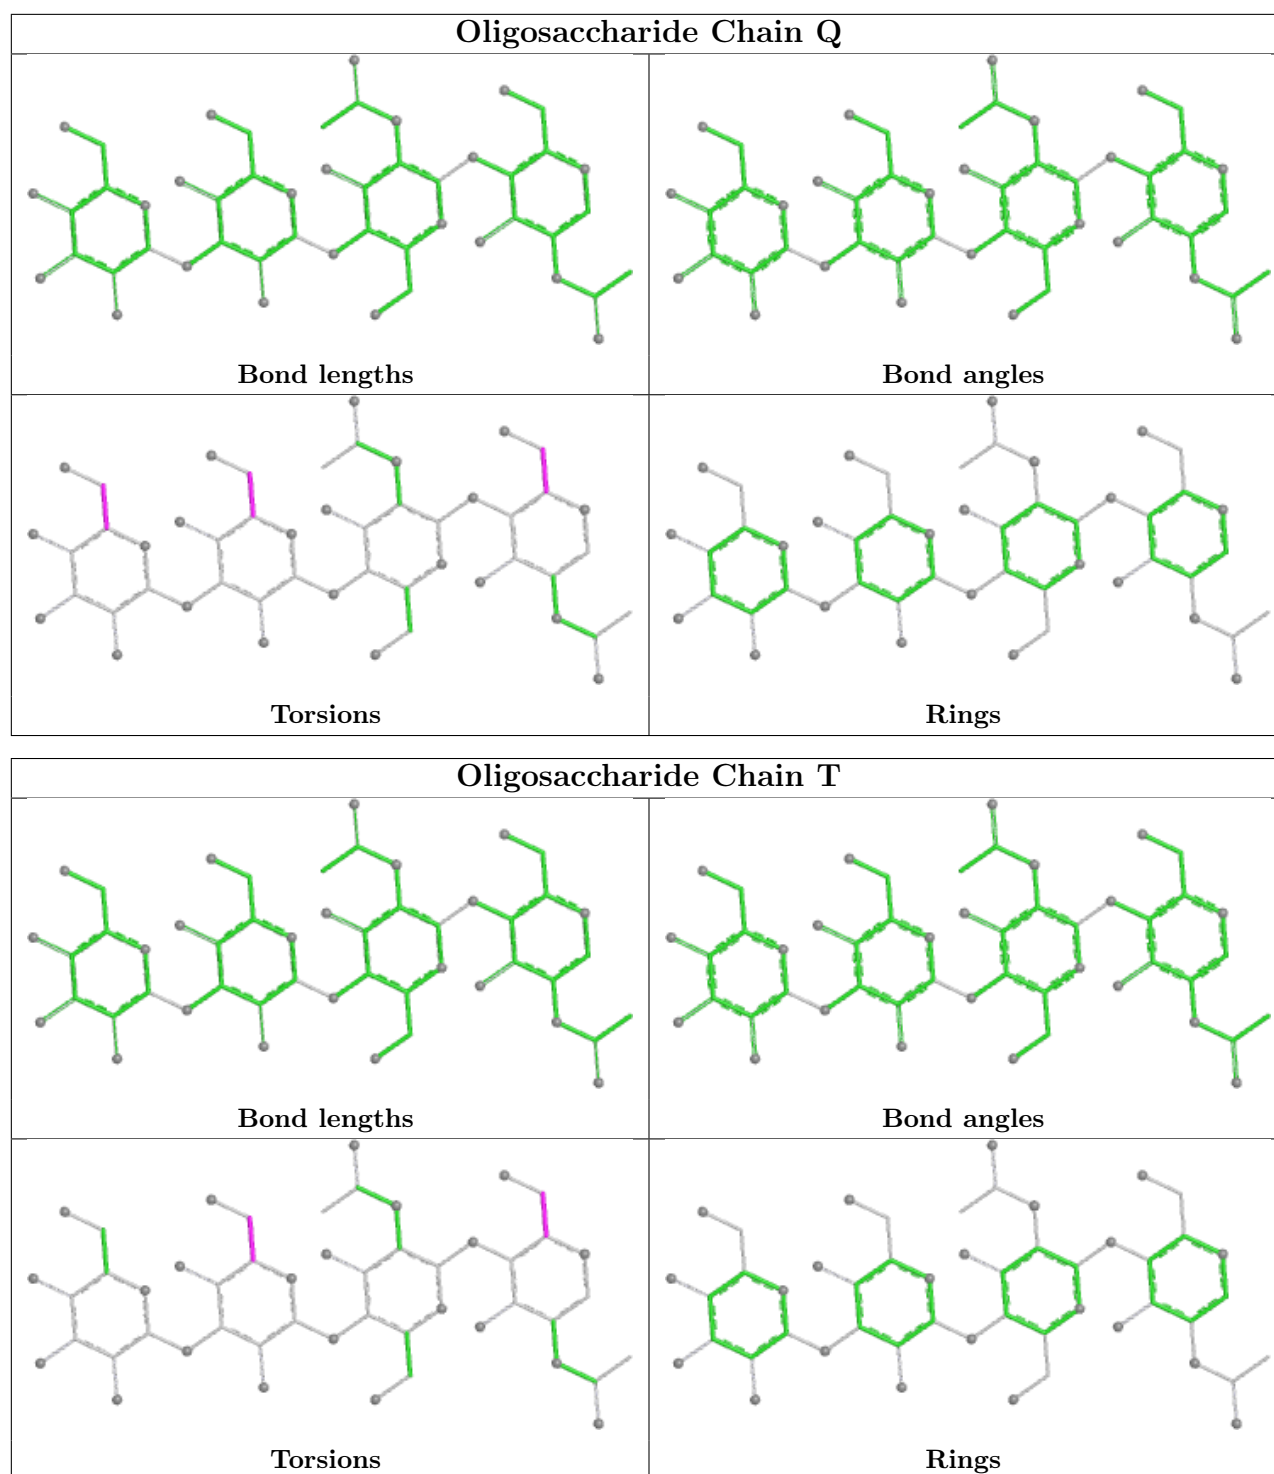 Oligosaccharide Chain Q
Bond lengths
Bond angles
Torsions
Rings
Oligosaccharide Chain T
Bond lengths
Bond angles
Torsions
Rings